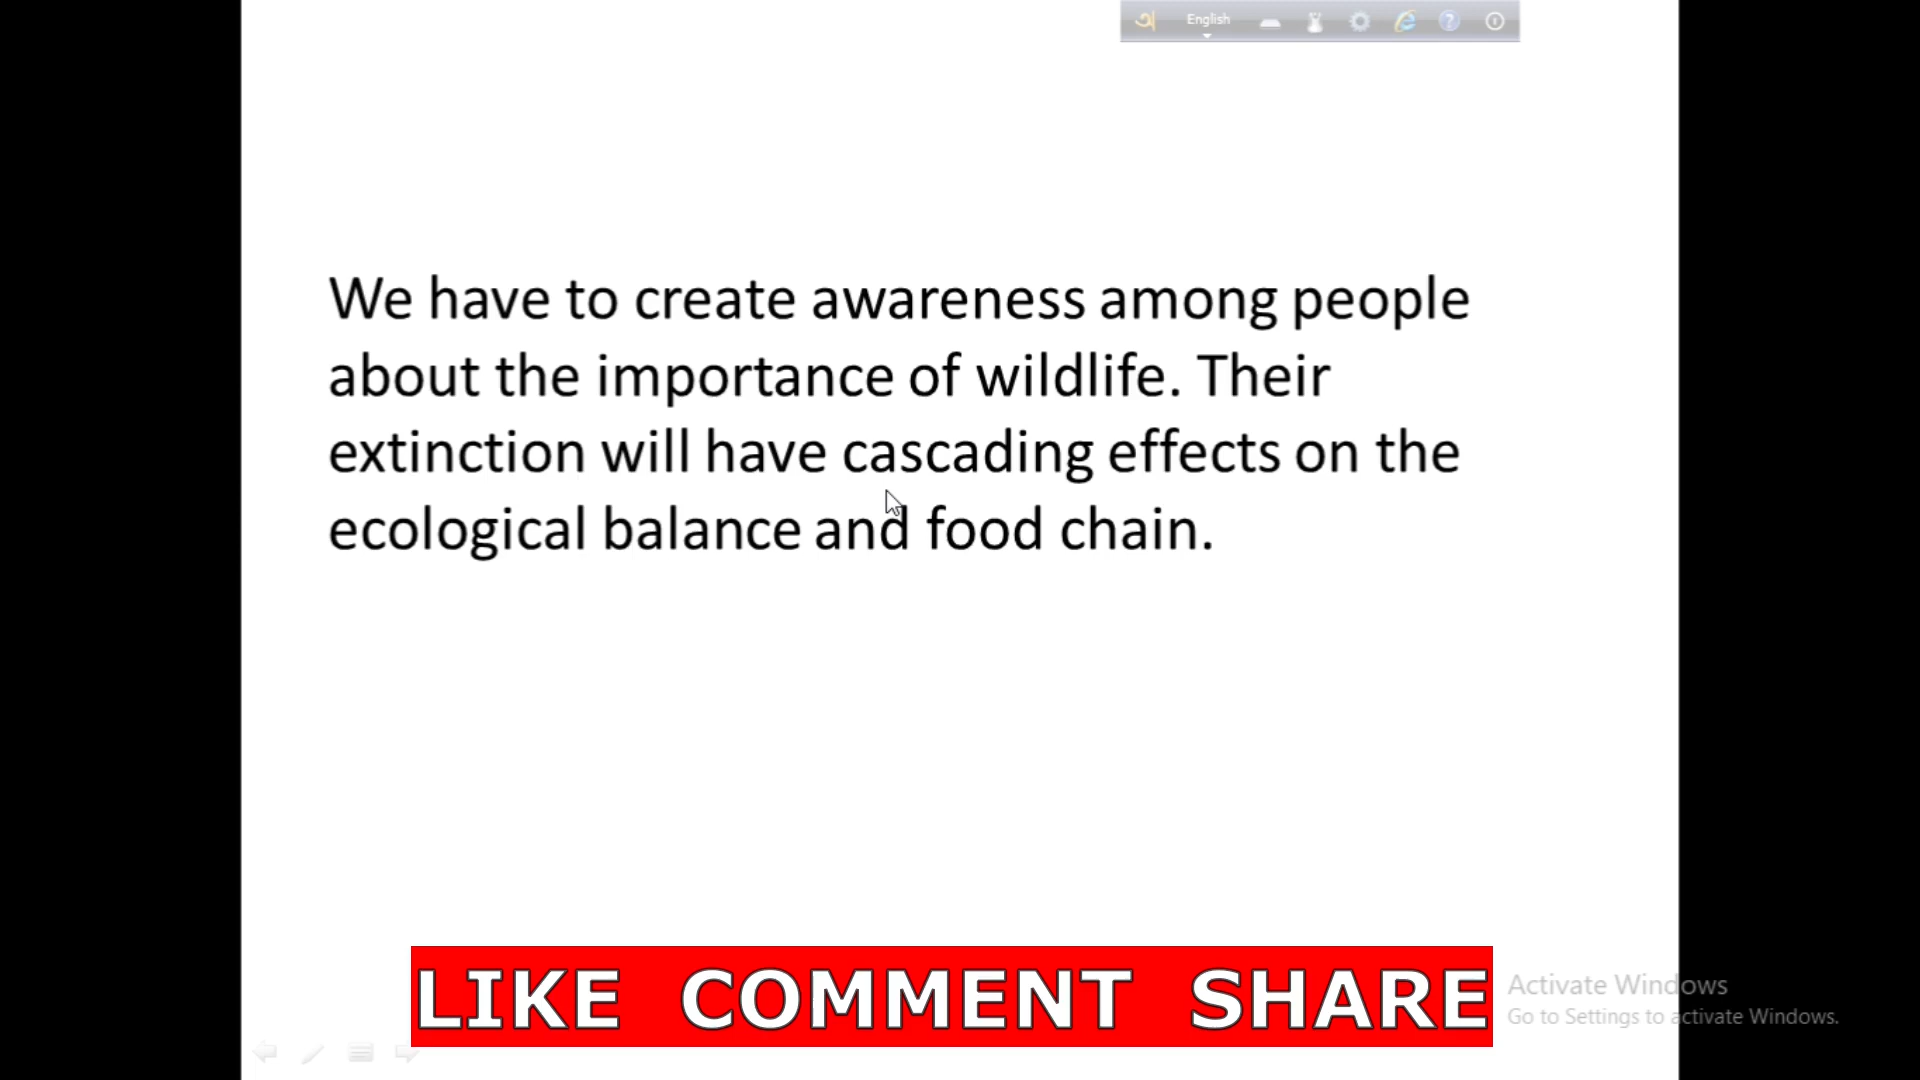 English
We have to create awareness among people
about the importance of wildlife. Their
extinction will have cascading effects on the
ecological balance and food chain.
LIKE COMMENT SHARE
Activate Windows
Go to Settings to activate Windows.